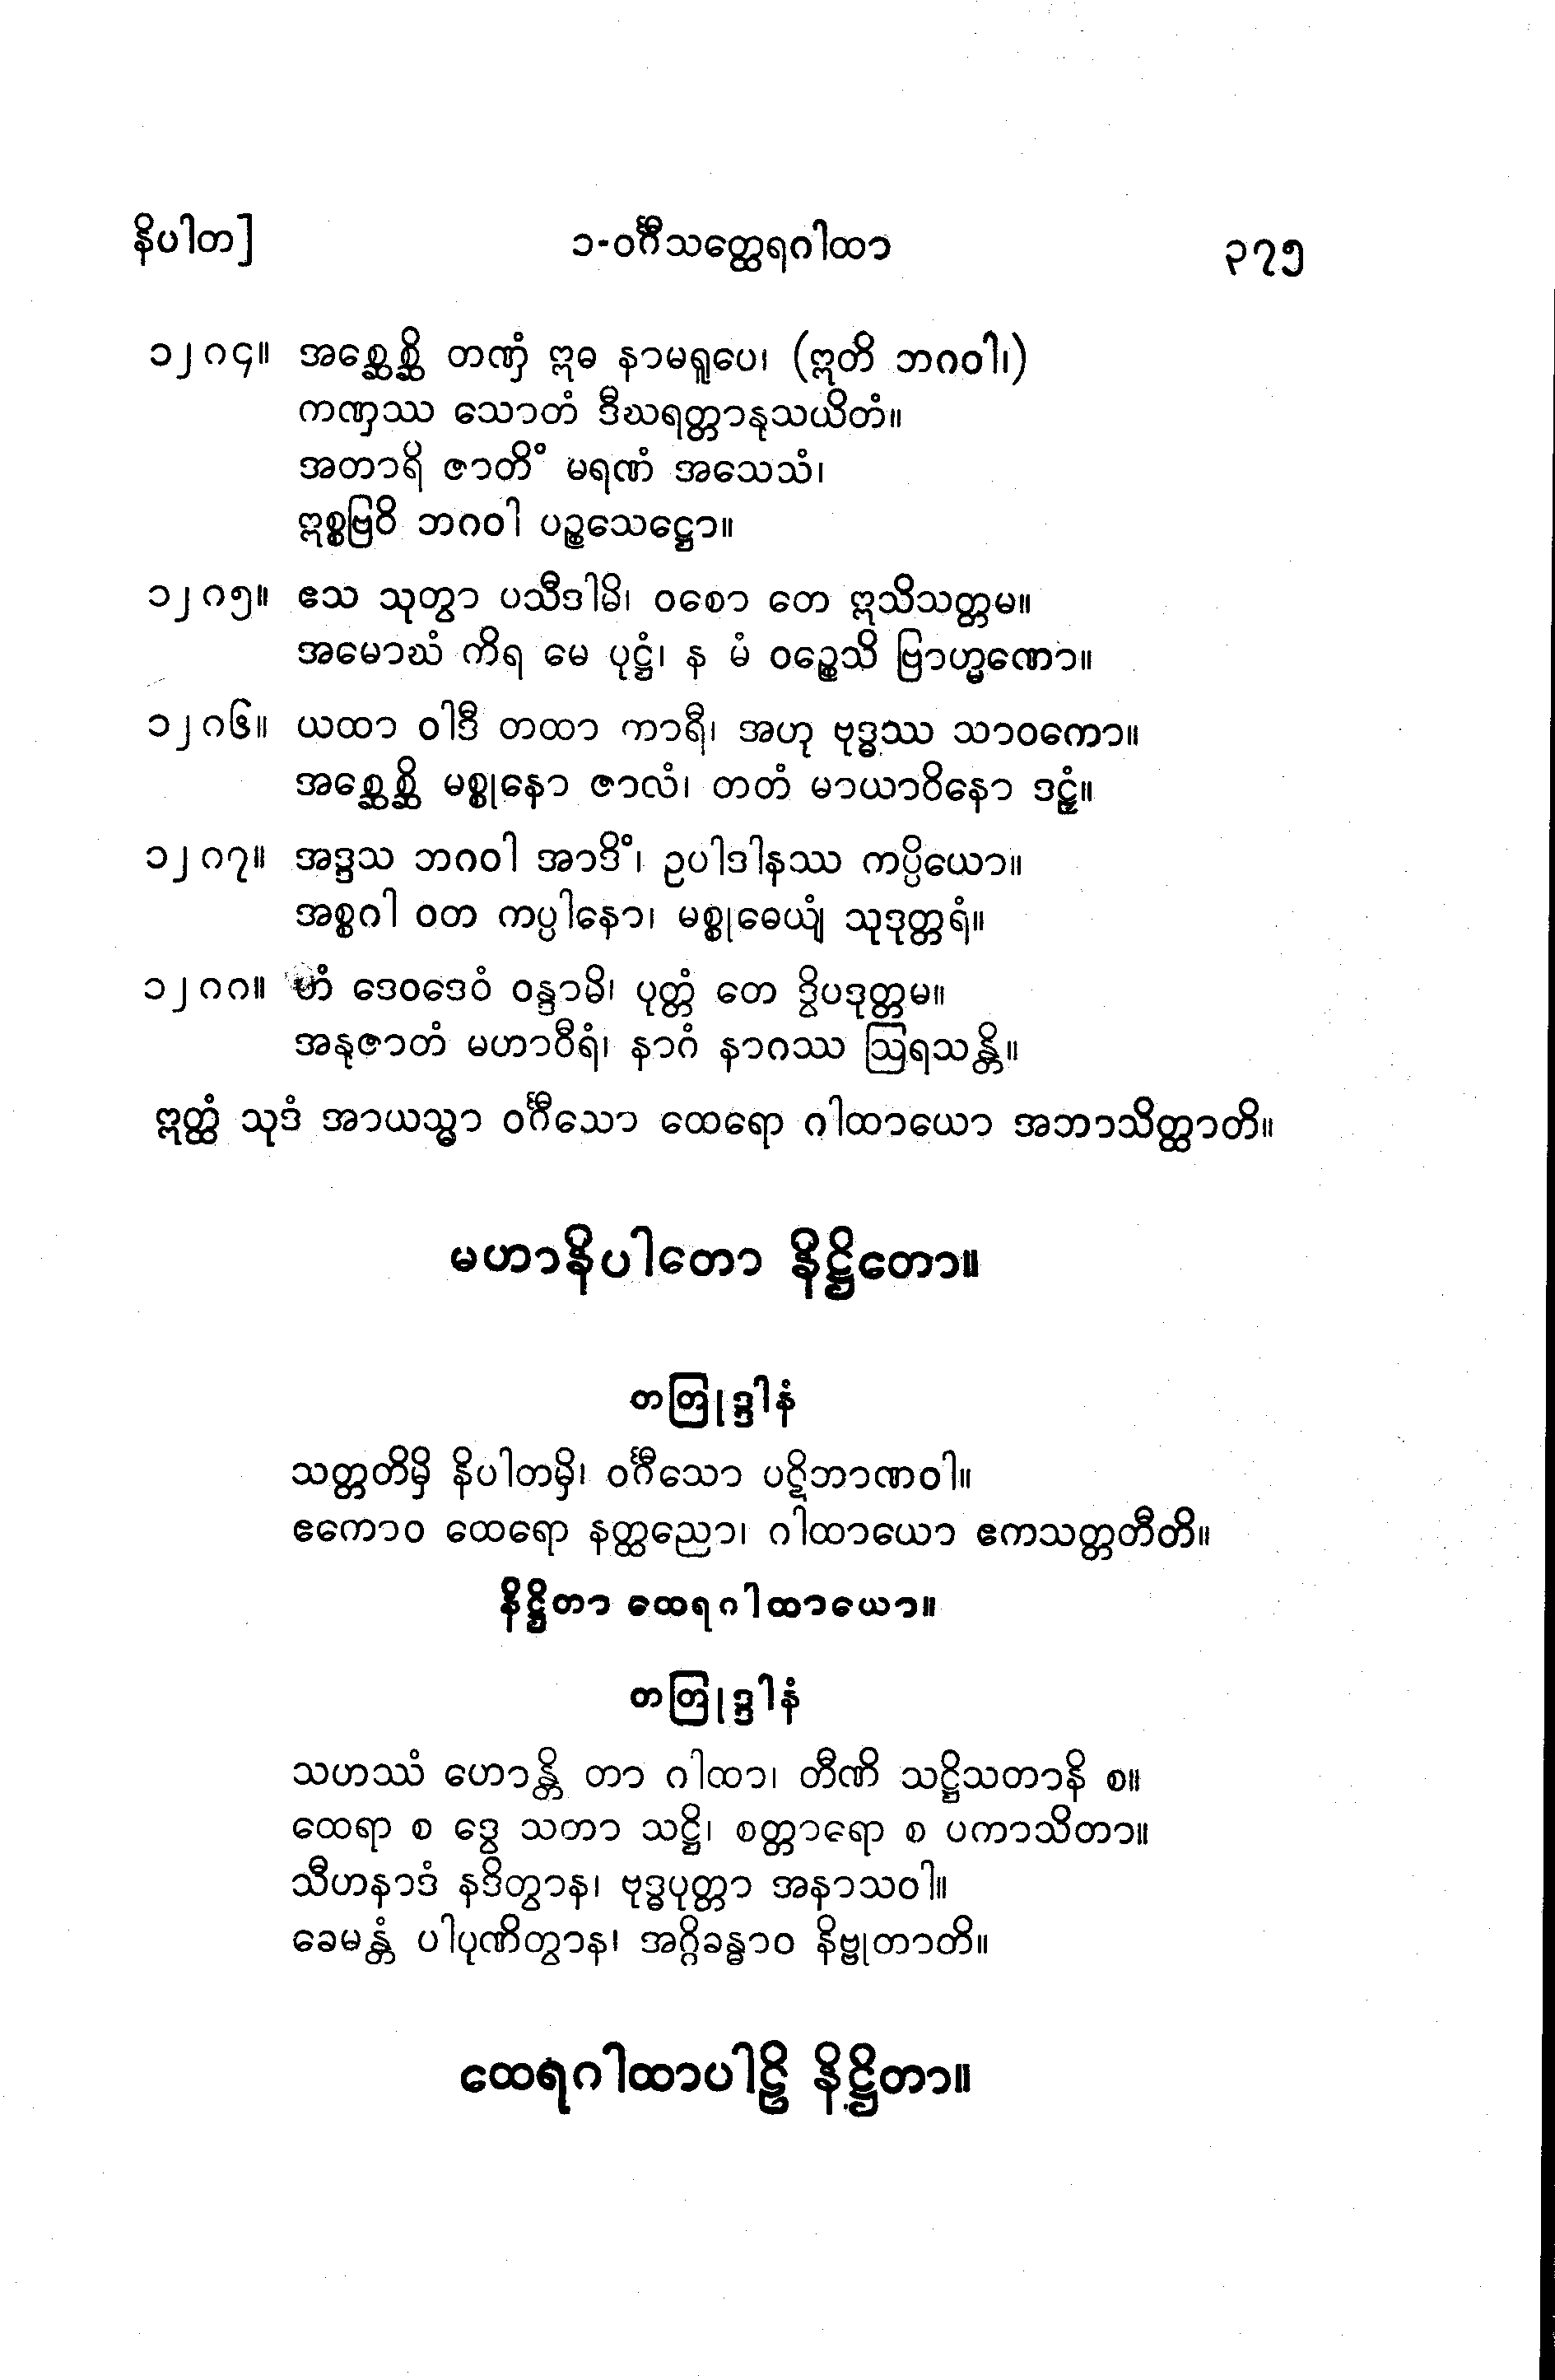 နိပါတ]
၁-ဝင်္ဂီသတ္ထေရဂါထာ
၃၇၅
၁၂၈၄။ အစ္ဆေစ္ဆိ တဏှံ ဣဓ နာမရူပေ၊ (ဣတိ ဘဂဝါ၊)
ကဏှဿ သောတံ ဒီဃရတ္တာနုသယိတံ။
အတာရိ ဇာတိံ မရဏံ အသေသံ၊
ဣစ္စဗြဝိ ဘဂဝါ ပဉ္စသေဋ္ဌော။
၁၂၈၅။ ဧသ သုတွာ ပသီဒါမိ၊ ဝစော တေ ဣသိသတ္တမ။
အမောဃံ ကိရ မေ ပုဋ္ဌံ၊ န မံ ဝဉ္စေသိ ဗြာဟ္မဏော။
၁၂၈၆။ ယထာ ဝါဒီ တထာ ကာရီ၊ အဟု ဗုဒ္ဓဿ သာဝကော။
အစ္ဆေစ္ဆိ မစ္စုနော ဇာလံ၊ တတံ မာယာဝိနော ဒဠှံ။
၁၂၈၇။ အဒ္ဒသ ဘဂဝါ အာဒိံ၊ ဥပါဒါနဿ ကပ္ပိယော။
အစ္စဂါ ဝတ ကပ္ပါနော၊ မစ္စုဓေယျံ သုဒုတ္တရံ။
၁၂၈၈။ တံ ဒေဝဒေဝံ ဝန္ဒာမိ၊ ပုတ္တံ တေ ဒွိပဒုတ္တမ။
အနုဇာတံ မဟာဝီရံ၊ နာဂံ နာဂဿ ဩရသန္တိ။
ဣတ္ထံ သုဒံ အာယသ္မာ ဝင်္ဂီသော ထေရော ဂါထာယော အဘာသိတ္ထာတိ။
မဟာနိပါတော နိဋ္ဌိတော။
တတြုဒ္ဒါနံ
သတ္တတိမှိ နိပါတမှိ၊ ဝင်္ဂီသော ပဋိဘာဏဝါ။
ဧကောဝ ထေရော နတ္ထညော၊ ဂါထာယော ဧကသတ္တတီတိ။
နိဋ္ဌိတာ ထေရဂါထာယော။
တတြုဒ္ဒါနံ
သဟဿံ ဟောန္တိ တာ ဂါထာ၊ တီဏိ သဋ္ဌိသတာနိ စ။
ထေရာ စ ဒွေ သတာ သဋ္ဌိ၊ စတ္တာရော စ ပကာသိတာ။
သီဟနာဒံ နဒိတွာန၊ ဗုဒ္ဓပုတ္တာ အနာသဝါ။
ခေမန္တံ ပါပုဏိတွာန၊ အဂ္ဂိခန္ဓာဝ နိဗ္ဗုတာတိ။
ထေရဂါထာပါဠိ နိဋ္ဌိတာ။